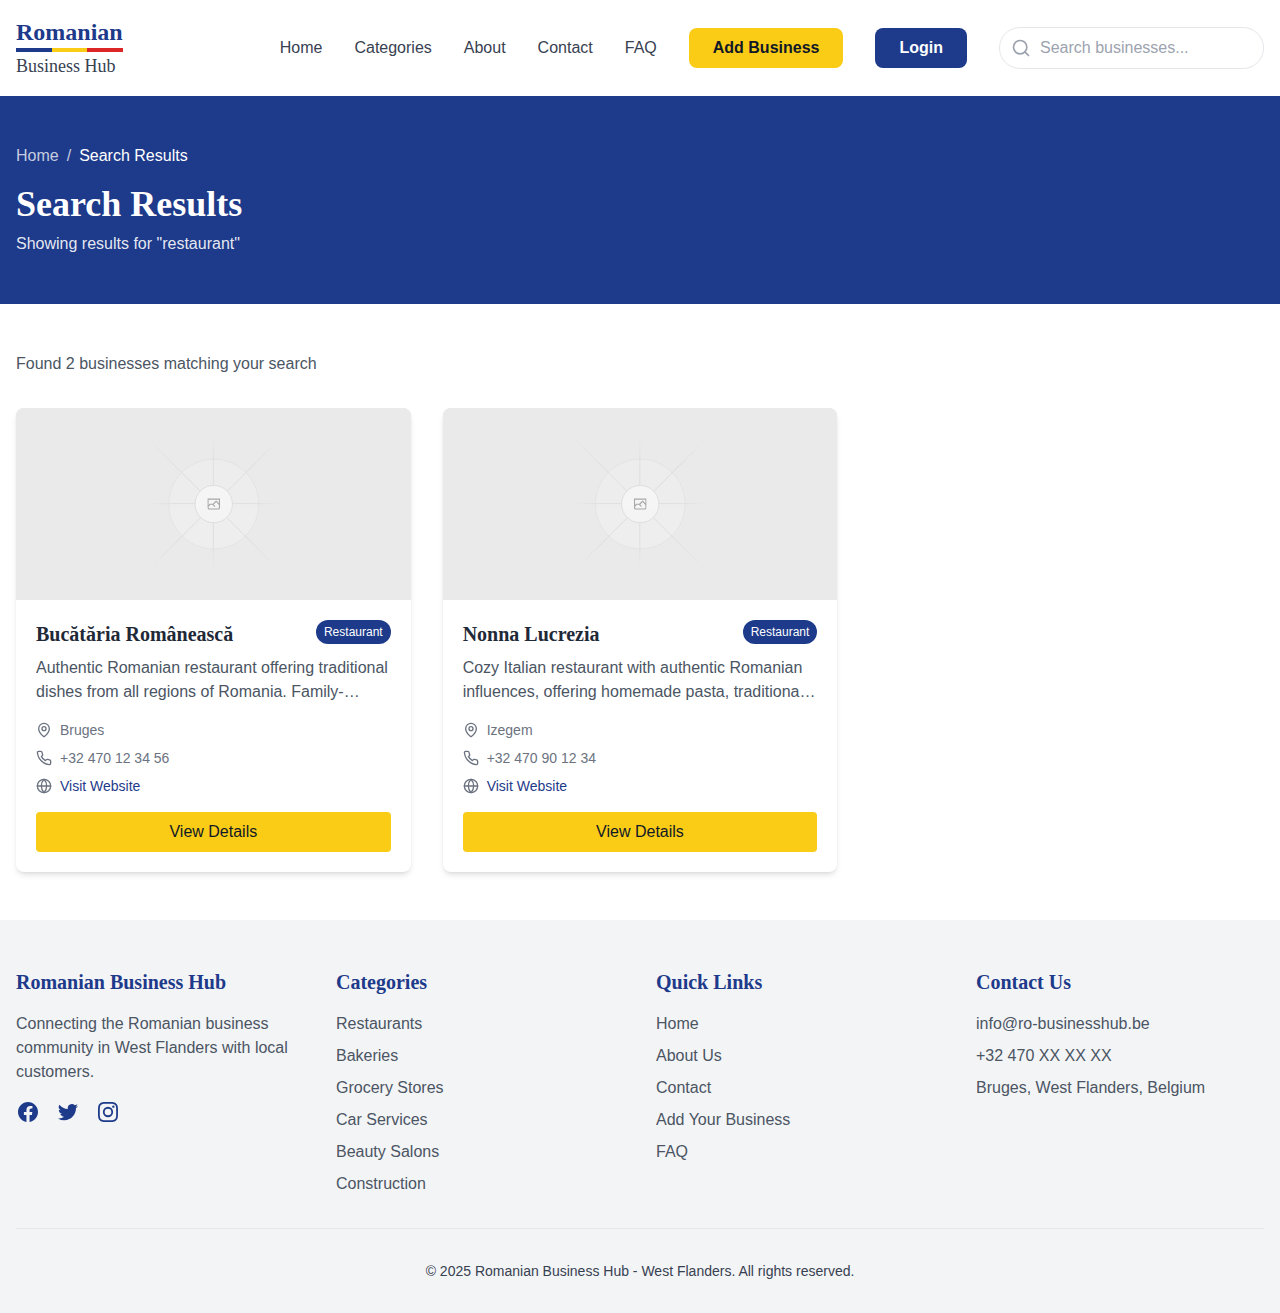 Romanian
Business Hub
Home
Categories
About
Contact
FAQ
Add Business
Login
Search businesses...
Home / Search Results
Search Results
Showing results for "restaurant"
Found 2 businesses matching your search
Bucătăria Românească
Restaurant
Authentic Romanian restaurant offering traditional
dishes from all regions of Romania. Family-…
Bruges
+32 470 12 34 56
Visit Website
View Details
Nonna Lucrezia
Restaurant
Cozy Italian restaurant with authentic Romanian
influences, offering homemade pasta, traditiona…
Izegem
+32 470 90 12 34
Visit Website
View Details
Romanian Business Hub
Connecting the Romanian business
community in West Flanders with local
customers.
Categories
Restaurants
Bakeries
Grocery Stores
Car Services
Beauty Salons
Construction
Quick Links
Home
About Us
Contact
Add Your Business
FAQ
Contact Us
info@ro-businesshub.be
+32 470 XX XX XX
Bruges, West Flanders, Belgium
© 2025 Romanian Business Hub - West Flanders. All rights reserved.